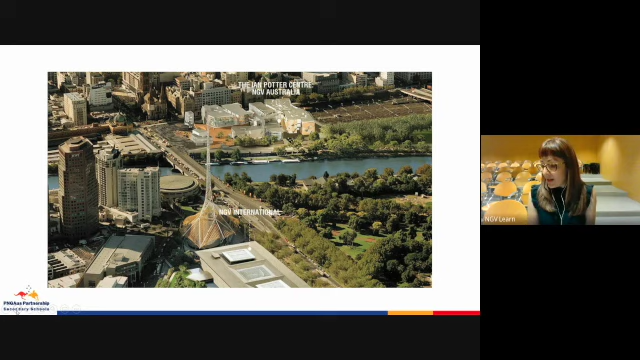 THE IAN POTTER CENTRE:
NGV AUSTRALIA
NGV INTERNATIONAL
PNGAus Partnership
Secondary Schools
NGV Learn